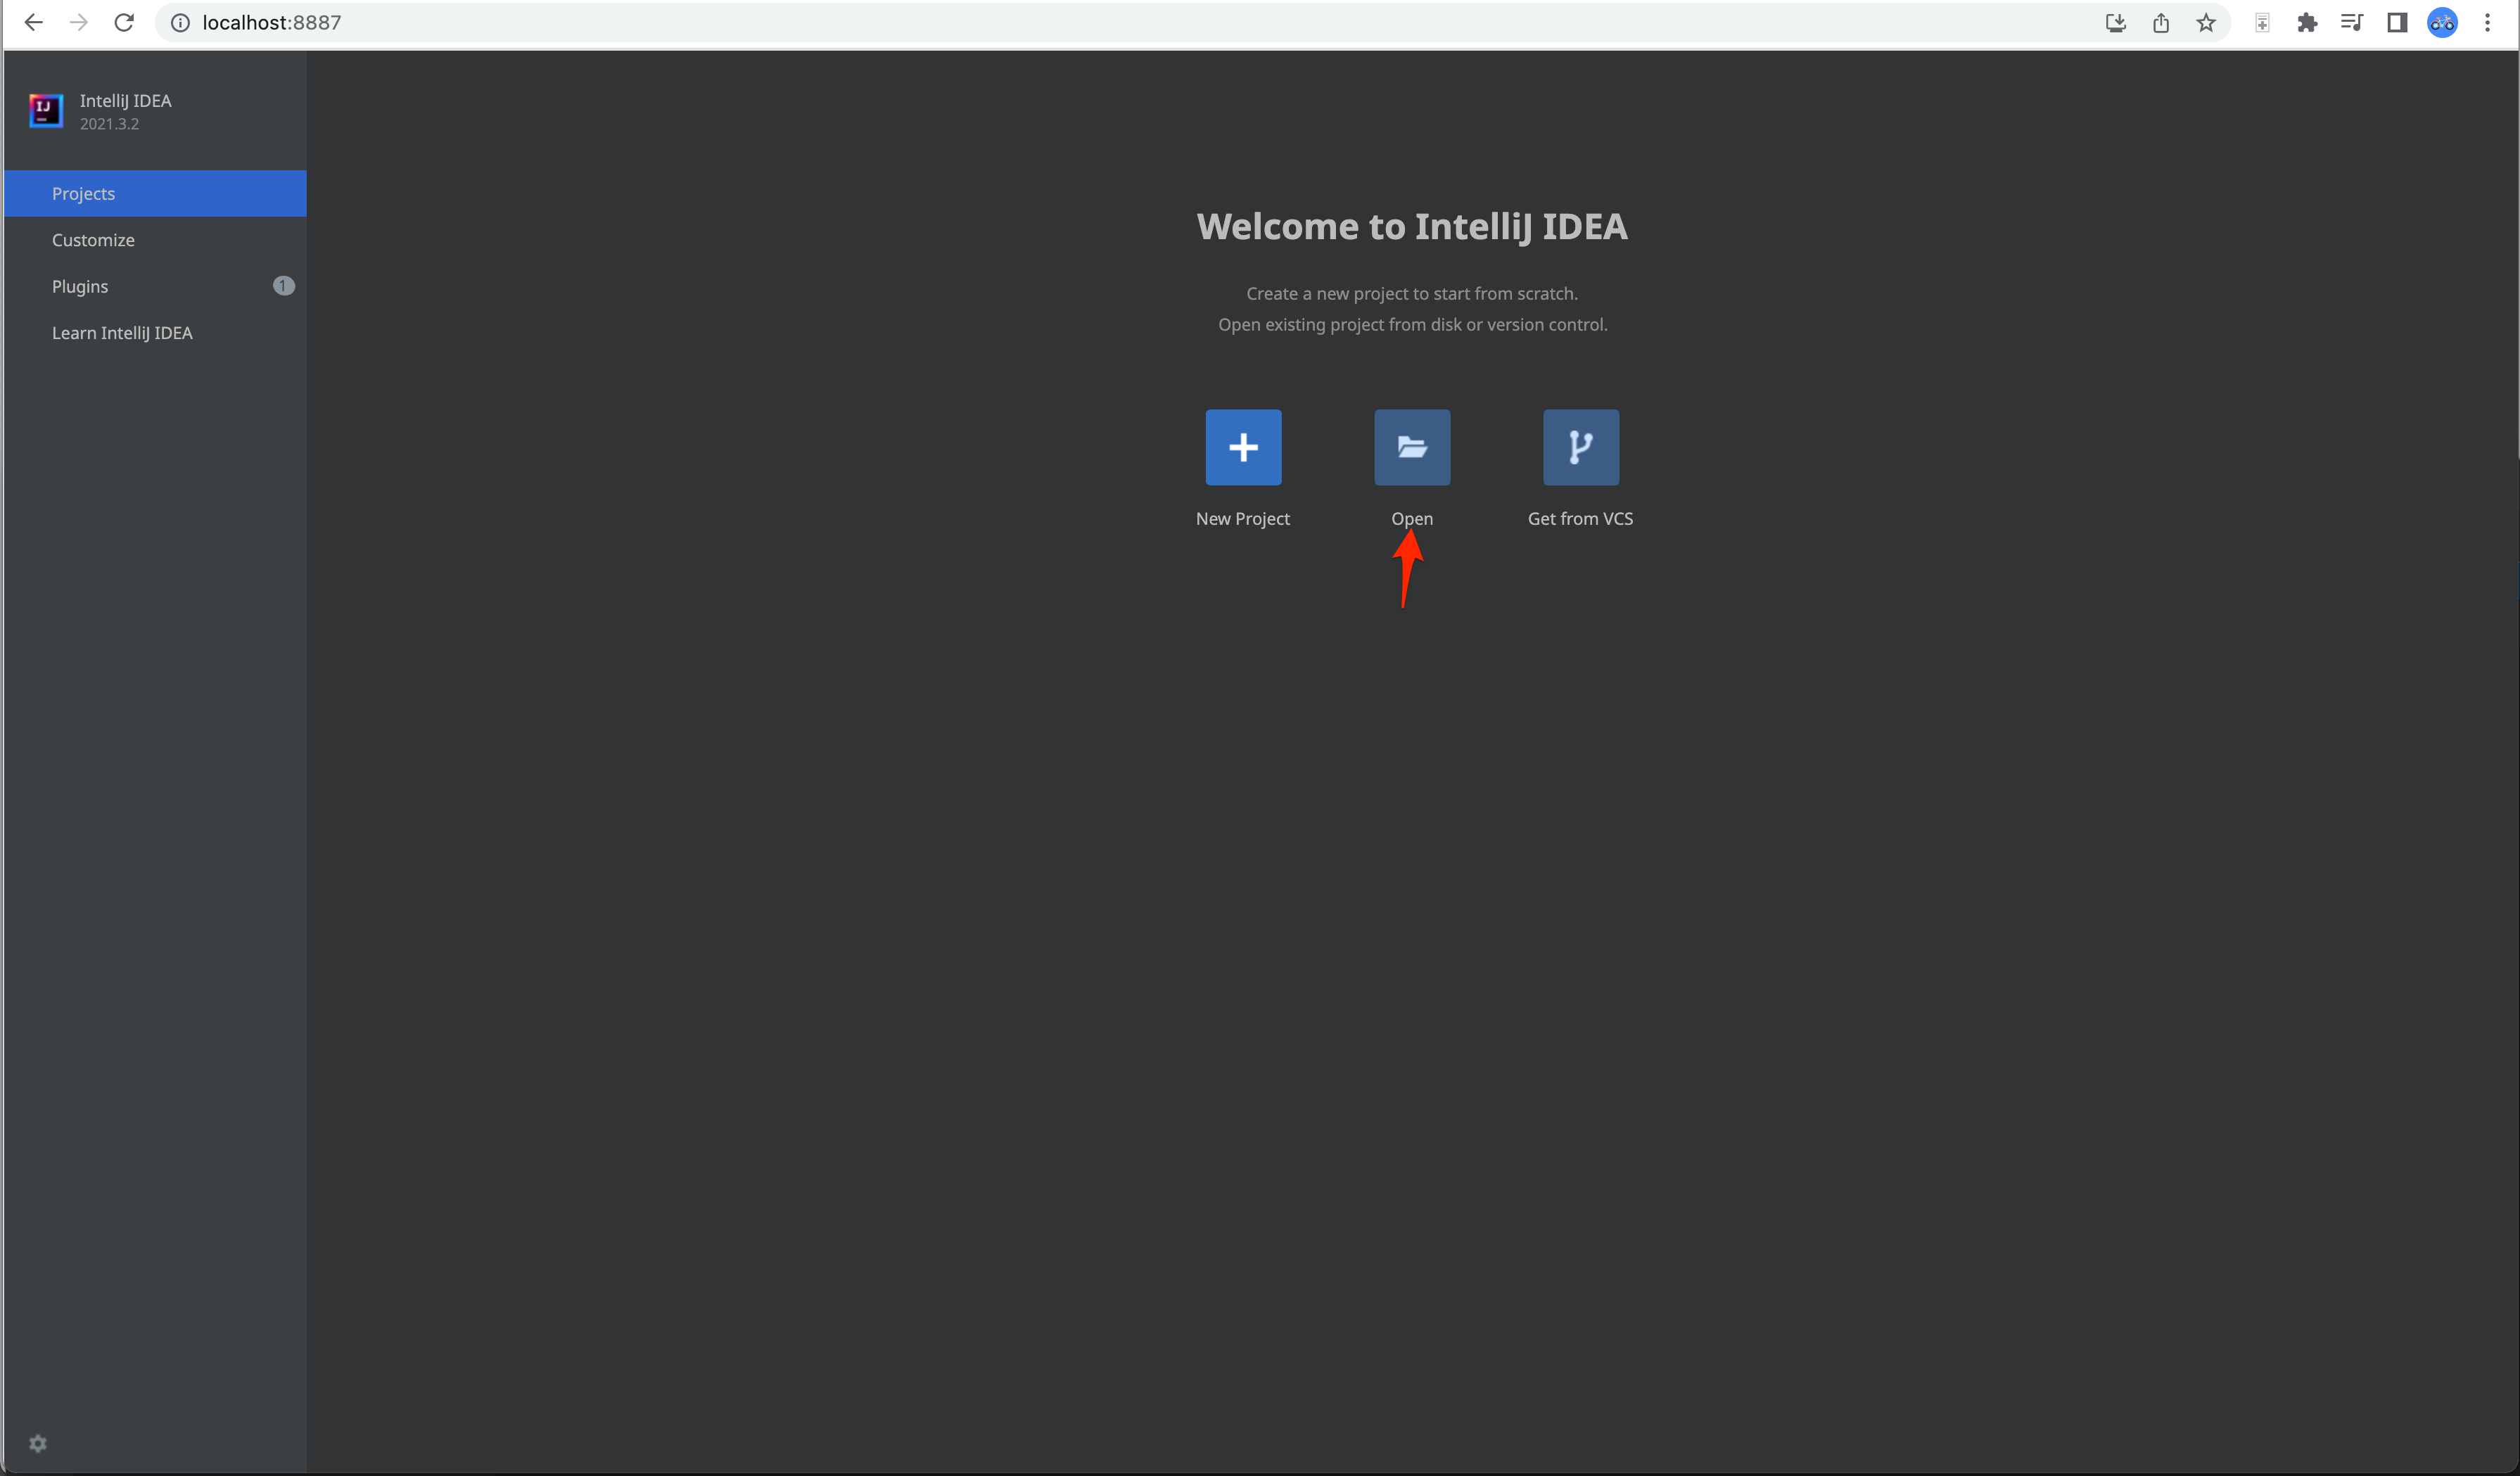 localhost:8887
IJ
IntelliJ IDEA
2021.3.2
Projects
Customize
Plugins 1
Learn IntelliJ IDEA
Welcome to IntelliJ IDEA
Create a new project to start from scratch.
Open existing project from disk or version control.
New Project Open Get from VCS